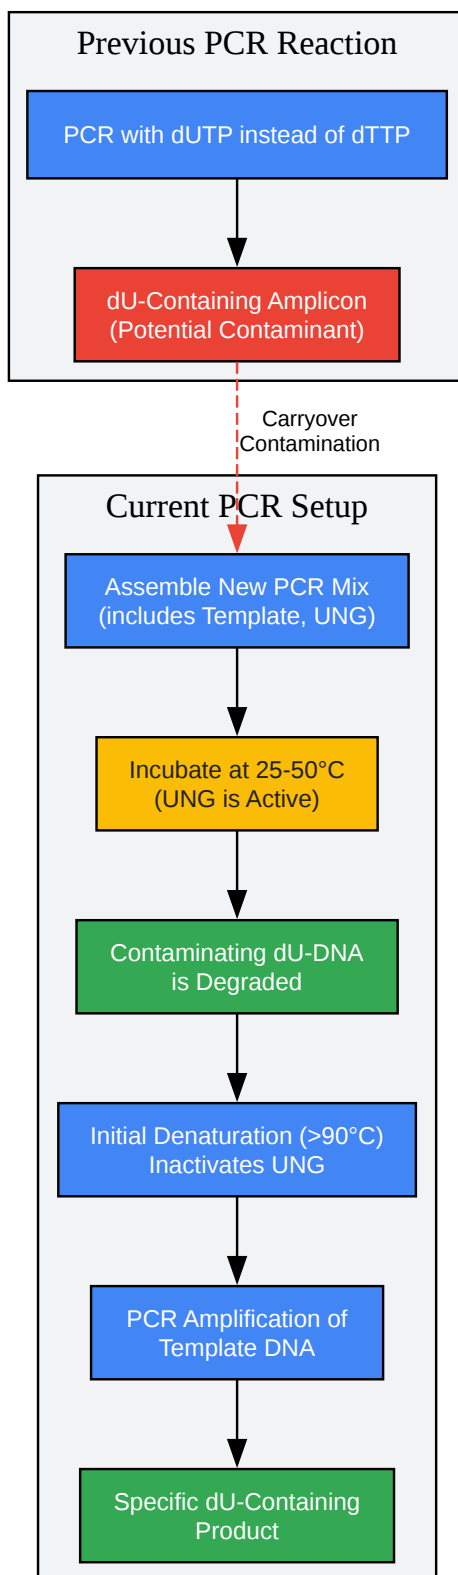 Previous PCR Reaction
PCR with dUTP instead of dTTP
dU-Containing Amplicon
(Potential Contaminant)
Carryover
Contamination
Current PCR Setup
Assemble New PCR Mix
(includes Template, UNG)
Incubate at 25-50°C
(UNG is Active)
Contaminating dU-DNA
is Degraded
Initial Denaturation (>90°C)
Inactivates UNG
PCR Amplification of
Template DNA
Specific dU-Containing
Product